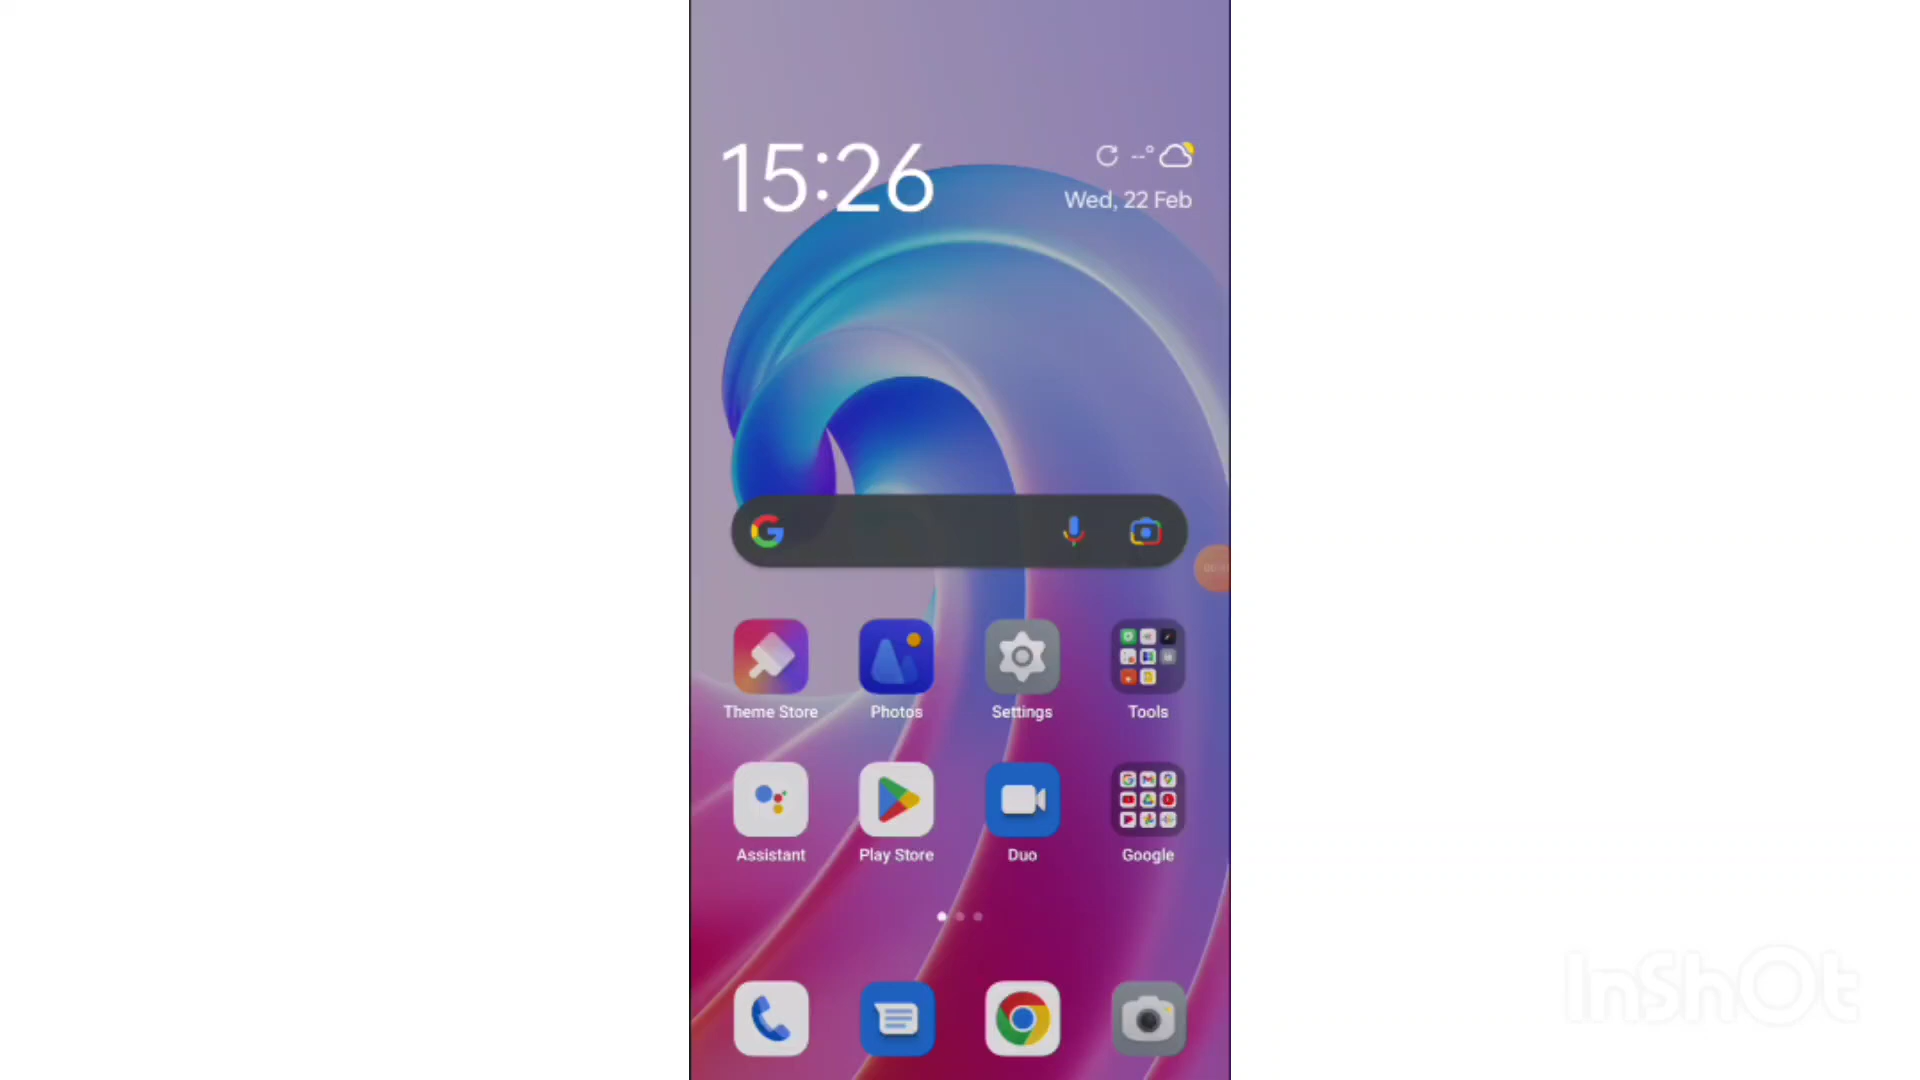 15:26
--°
Wed, 22 Feb
Theme Store
Photos
Settings
Tools
Assistant
Play Store
Duo
Google
InShOt